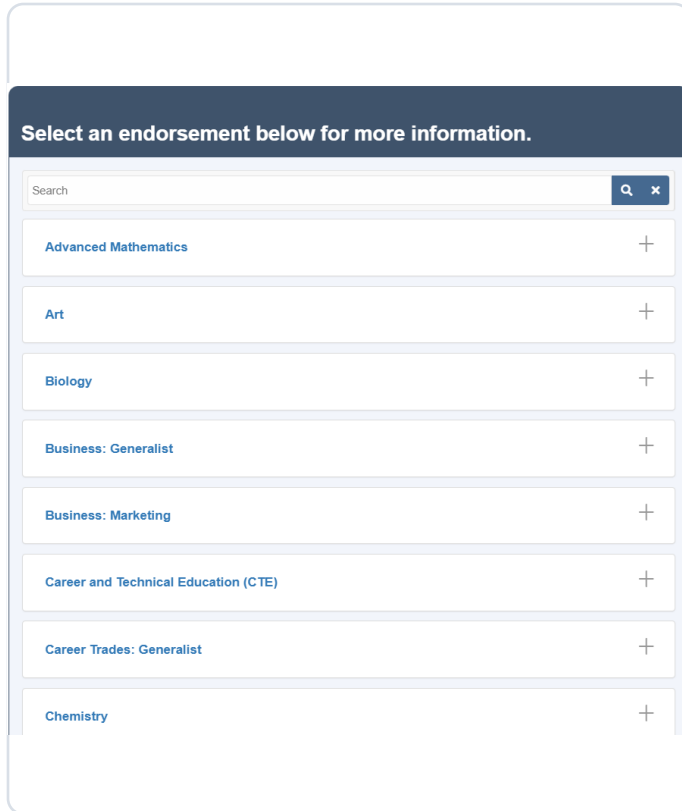 Select an endorsement below for more information.
Search
Advanced Mathematics
Art
Biology
Business: Generalist
Business: Marketing
Career and Technical Education (CTE)
Career Trades: Generalist
Chemistry